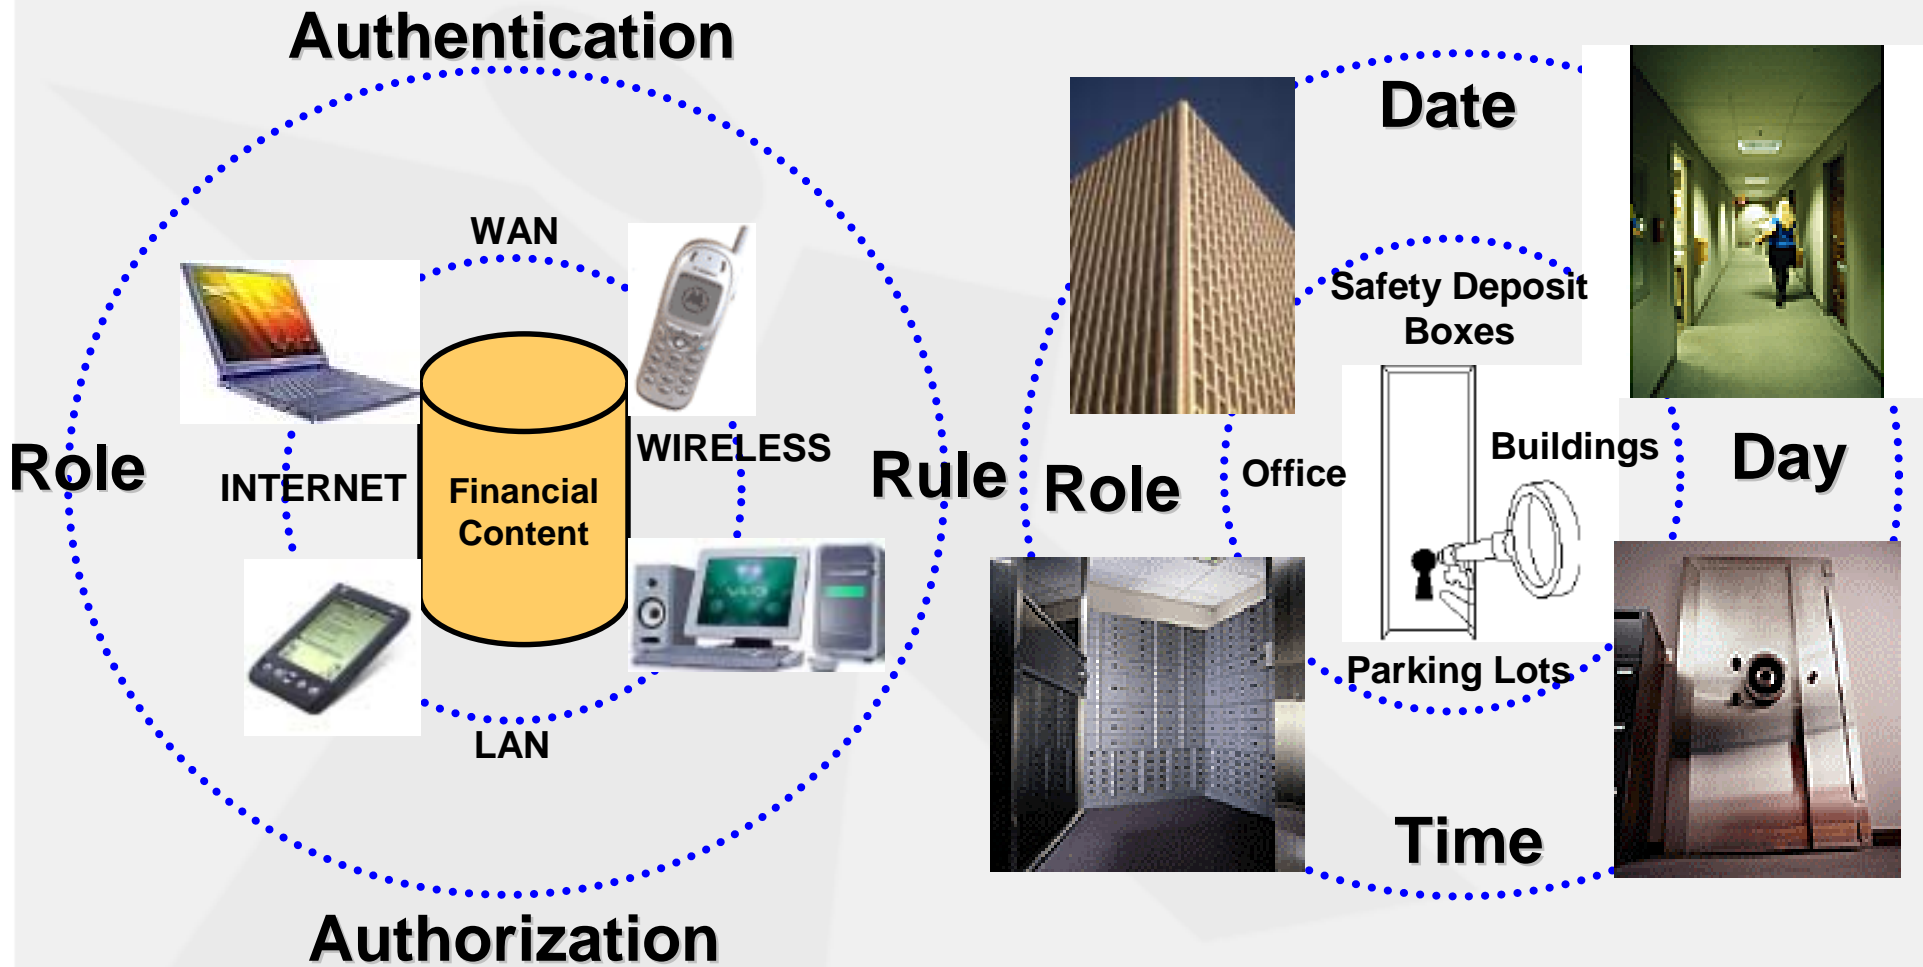 Authentication
WAN
INTERNET
WIRELESS
Financial
Content
LAN
Role
Rule
Authorization
Date
Safety Deposit
Boxes
Role
Office
Buildings
Day
Parking Lots
Time